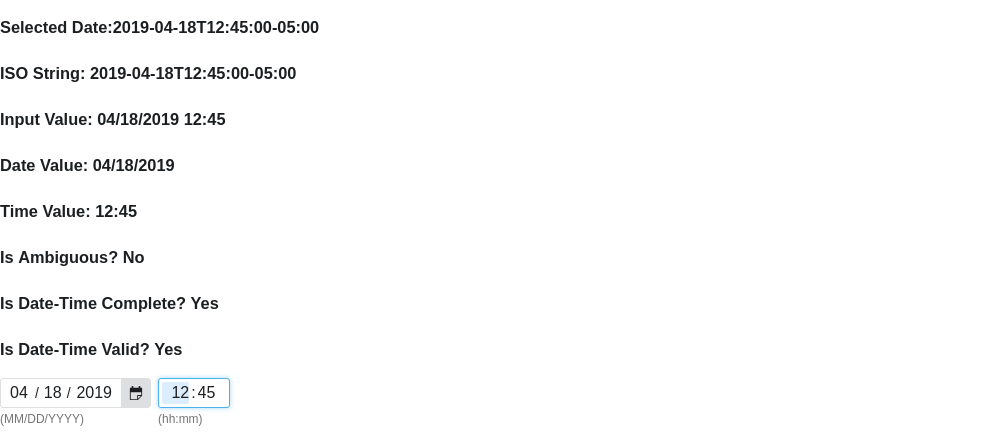 Selected Date:2019-04-18T12:45:00-05:00
ISO String: 2019-04-18T12:45:00-05:00
Input Value: 04/18/2019 12:45
Date Value: 04/18/2019
Time Value: 12:45
Is Ambiguous? No
Is Date-Time Complete? Yes
Is Date-Time Valid? Yes
04 / 18 / 2019 12:45
(MM/DD/YYYY) (hh:mm)